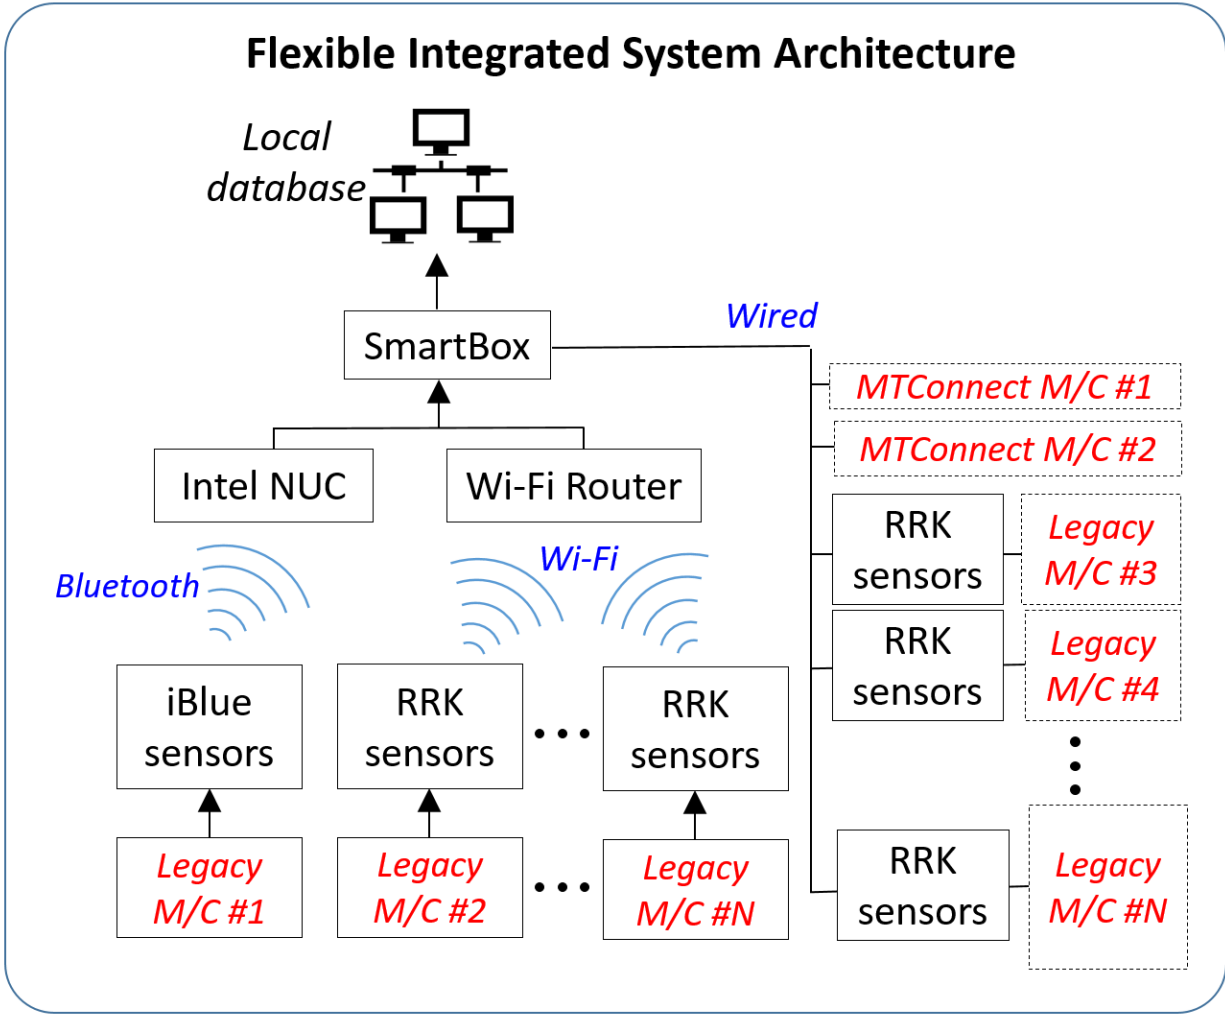 Flexible Integrated System Architecture
Local
database
SmartBox
Wired
MTConnect M/C #1
MTConnect M/C #2
Intel NUC
Wi-Fi Router
RRK
sensors
Legacy
M/C #3
Bluetooth
Wi-Fi
RRK
sensors
Legacy
M/C #4
iBlue
sensors
RRK
sensors
RRK
sensors
Legacy
M/C #1
Legacy
M/C #2
Legacy
M/C #N
RRK
sensors
Legacy
M/C #N